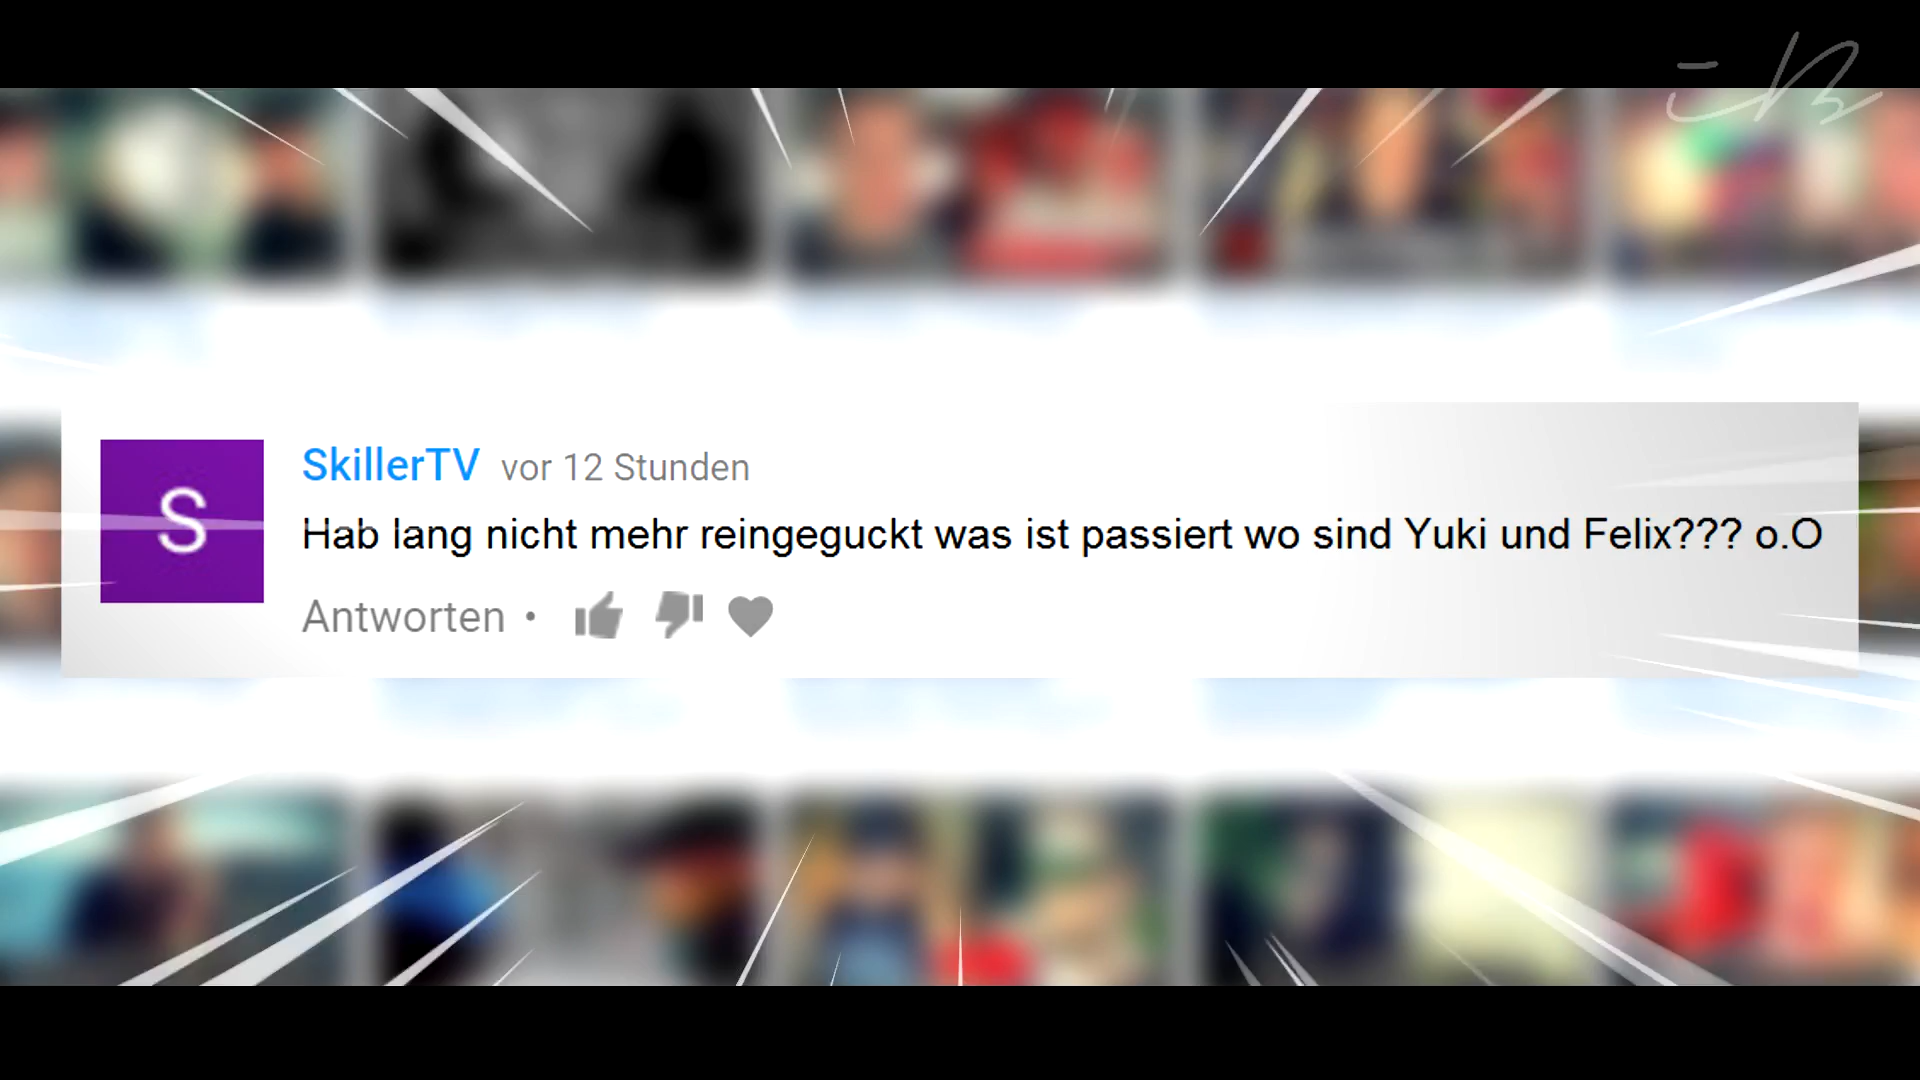 S
SkillerTV vor 12 Stunden
Hab lang nicht mehr reingeguckt was ist passiert wo sind Yuki und Felix??? o.O
Antworten •